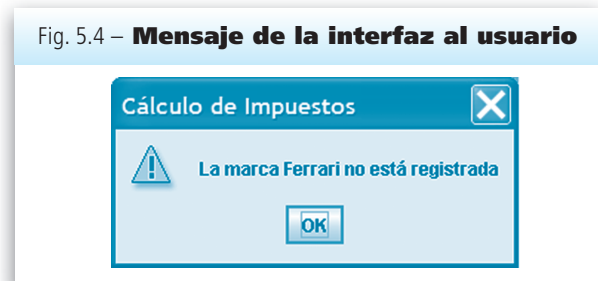 Fig. 5.4 – Mensaje de la interfaz al usuario
Cálculo de Impuestos
La marca Ferrari no está registrada
OK